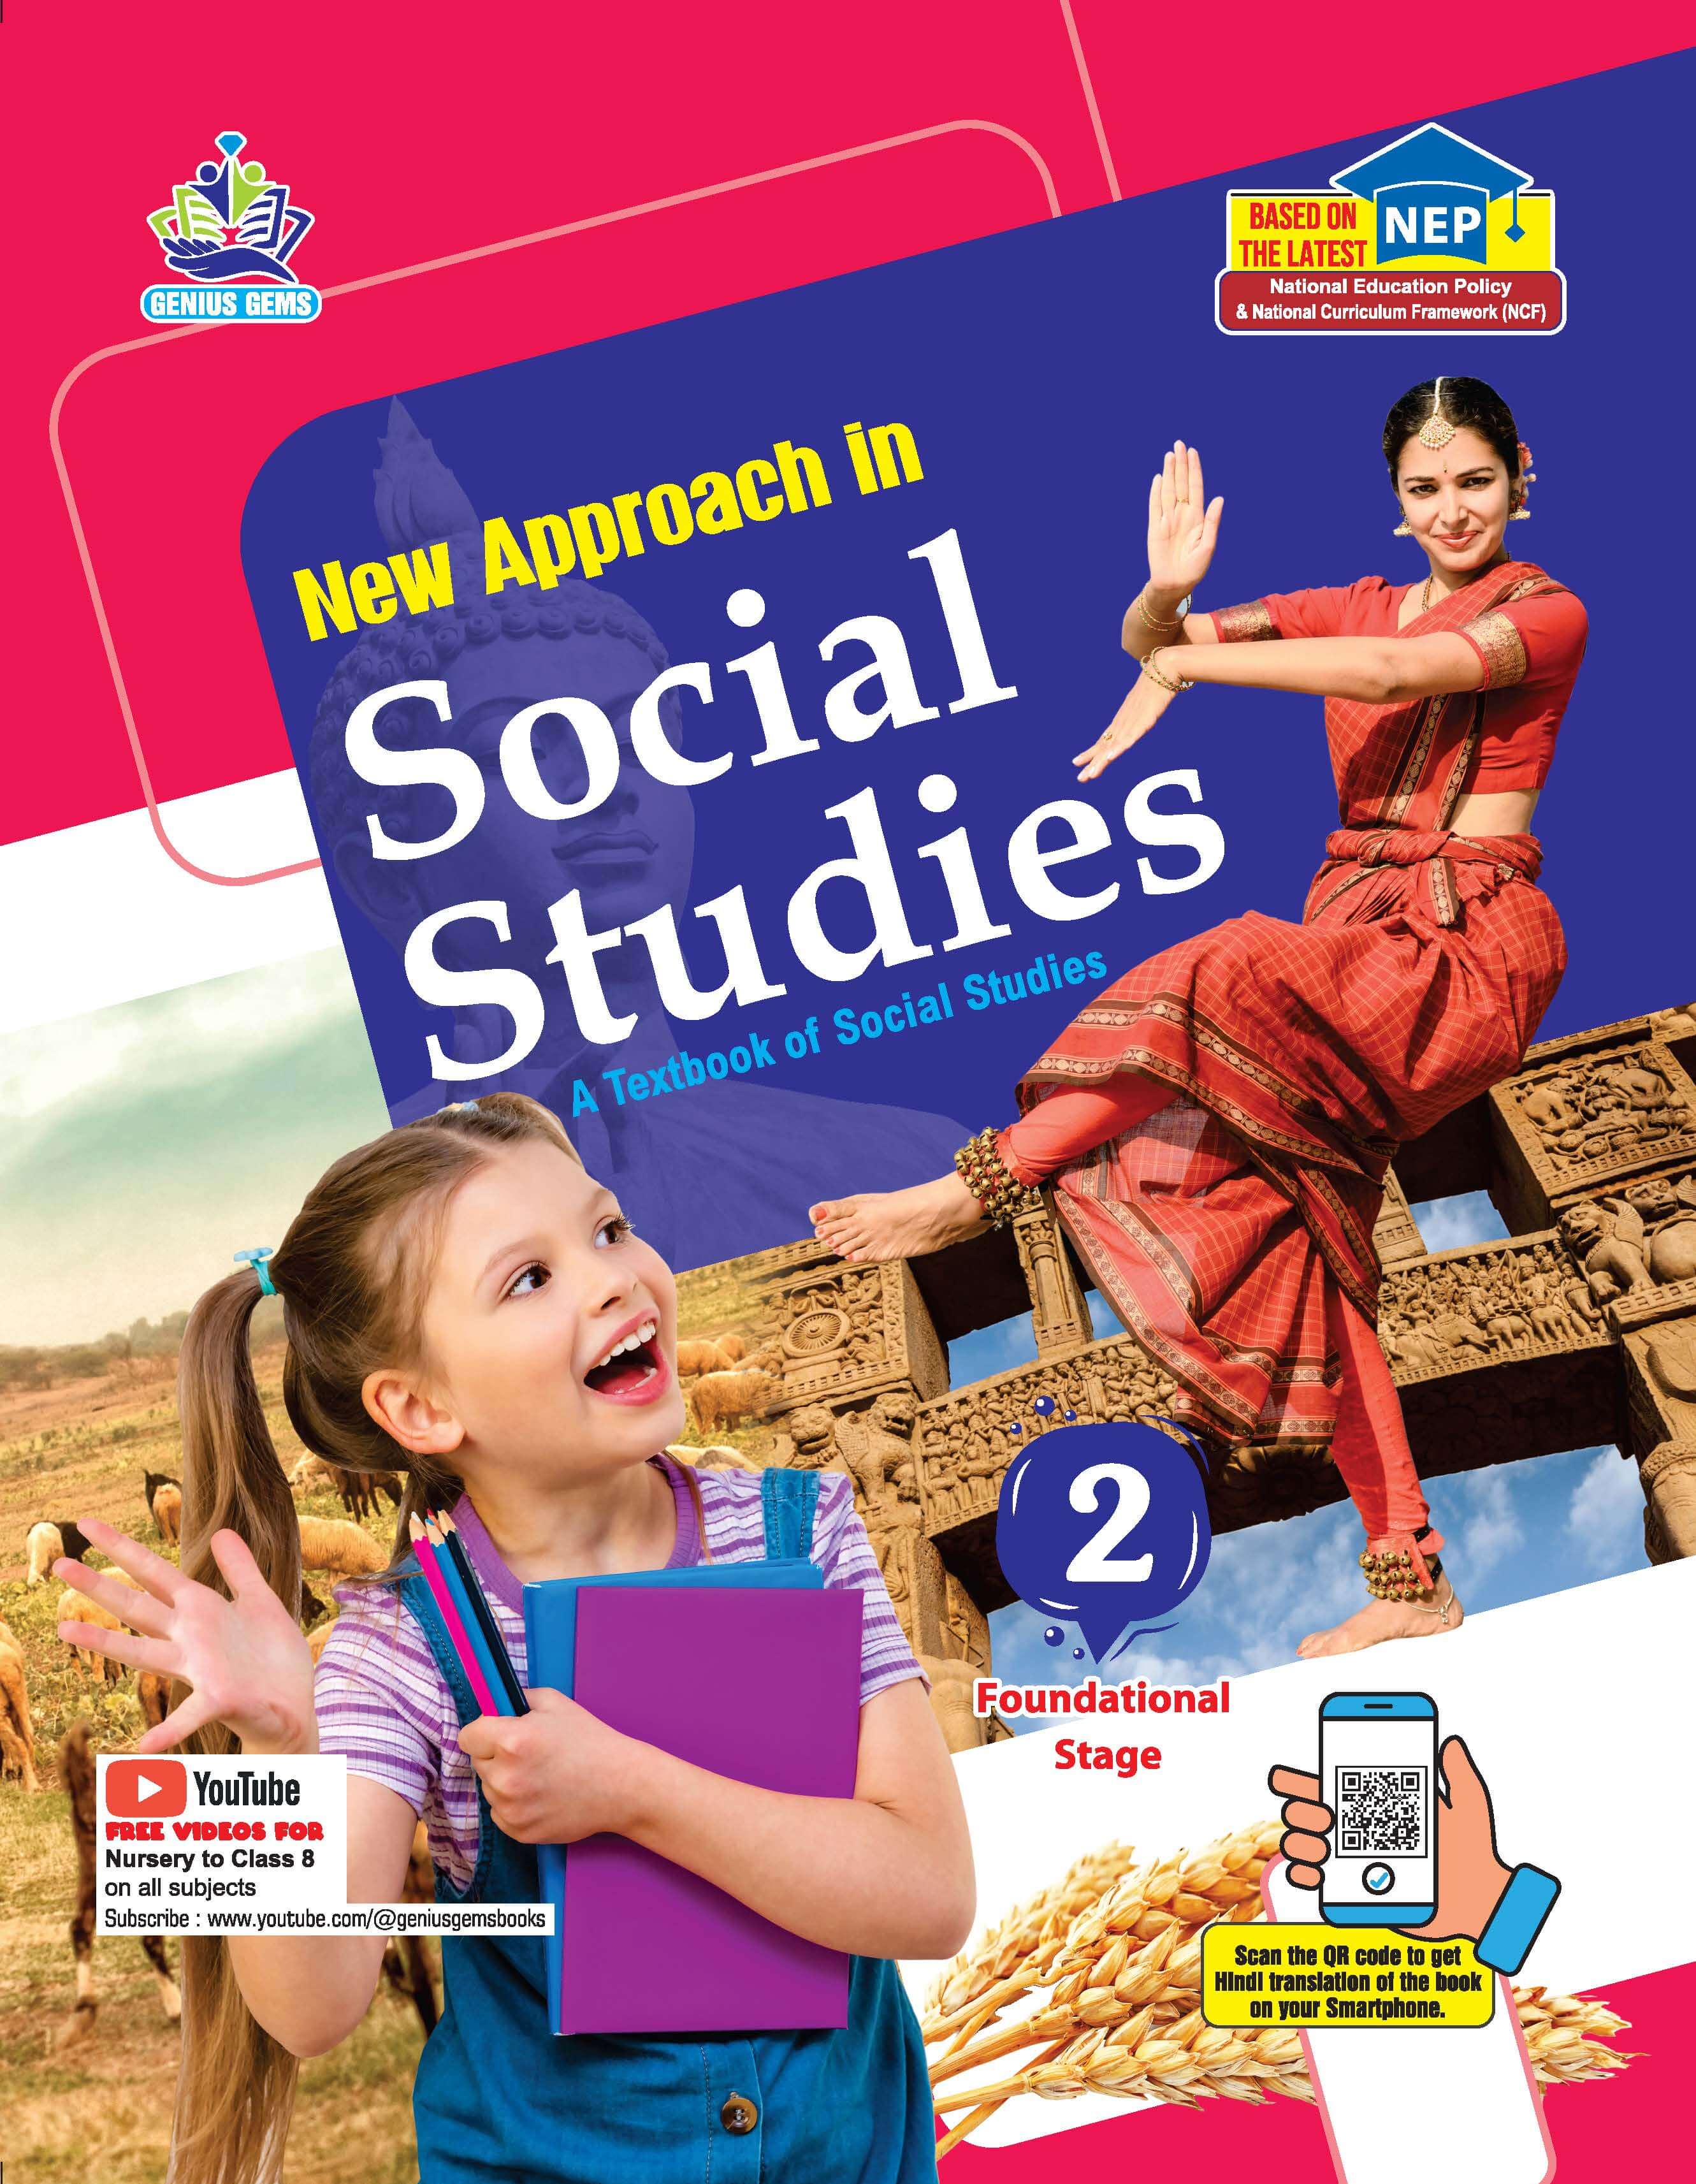 GENIUS GEMS
BASED ON
THE LATEST
NEP
National Education Policy
& National Curriculum Framework (NCF)
New Approach in
Social
Studies
A Textbook of Social Studies
2
Foundational
Stage
YouTube
FREE VIDEOS FOR
Nursery to Class 8
on all subjects
Subscribe : www.youtube.com/@geniusgemsbooks
Scan the QR code to get
Hindi translation of the book
on your Smartphone.